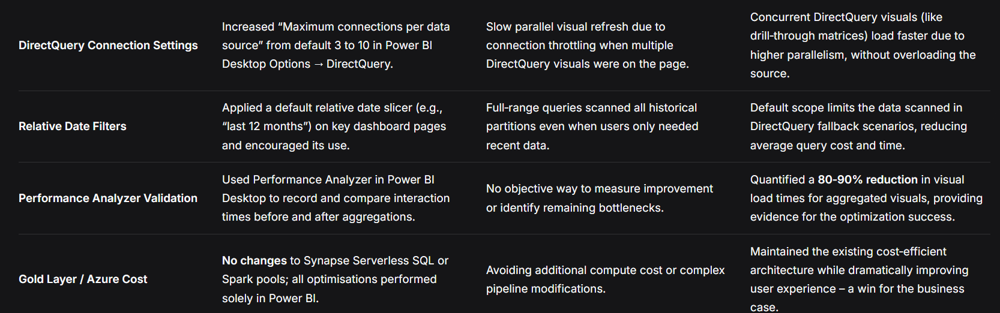 DirectQuery Connection Settings
Increased “Maximum connections per data
source” from default 3 to 10 in Power BI
Desktop Options → DirectQuery.
Slow parallel visual refresh due to
connection throttling when multiple
DirectQuery visuals were on the page.
Concurrent DirectQuery visuals (like
drill‑through matrices) load faster due to
higher parallelism, without overloading the
source.
Relative Date Filters
Applied a default relative date slicer (e.g.,
“last 12 months”) on key dashboard pages
and encouraged its use.
Full‑range queries scanned all historical
partitions even when users only needed
recent data.
Default scope limits the data scanned in
DirectQuery fallback scenarios, reducing
average query cost and time.
Performance Analyzer Validation
Used Performance Analyzer in Power BI
Desktop to record and compare interaction
times before and after aggregations.
No objective way to measure improvement
or identify remaining bottlenecks.
Quantified a 80‑90% reduction in visual
load times for aggregated visuals, providing
evidence for the optimization success.
Gold Layer / Azure Cost
No changes to Synapse Serverless SQL or
Spark pools; all optimisations performed
solely in Power BI.
Avoiding additional compute cost or complex
pipeline modifications.
Maintained the existing cost‑efficient
architecture while dramatically improving
user experience – a win for the business
case.